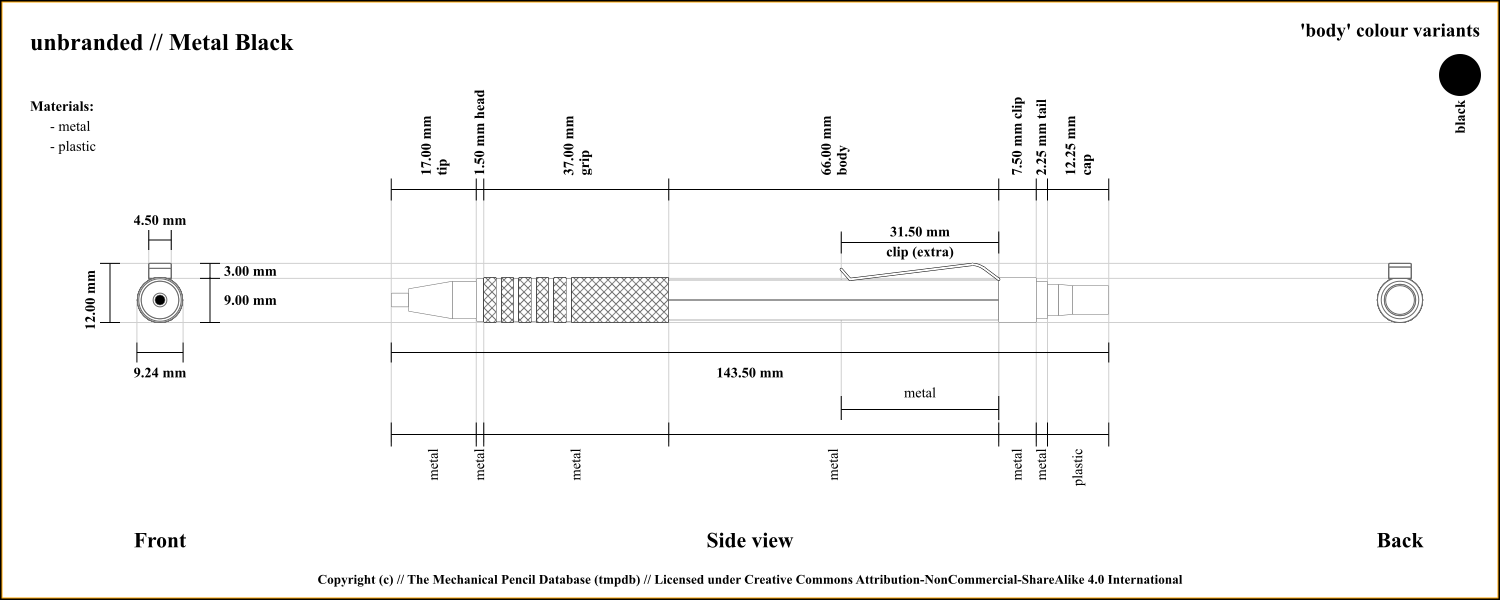 unbranded // Metal Black
'body' colour variants
black
Materials:
- metal
- plastic
17.00 mm
tip
1.50 mm head
37.00 mm
grip
66.00 mm
body
7.50 mm clip
2.25 mm tail
12.25 mm
cap
4.50 mm
3.00 mm
9.00 mm
12.00 mm
9.24 mm
31.50 mm
clip (extra)
143.50 mm
metal
metal
metal
metal
metal
metal
metal
plastic
Front
Side view
Back
Copyright (c) // The Mechanical Pencil Database (tmpdb) // Licensed under Creative Commons Attribution-NonCommercial-ShareAlike 4.0 International